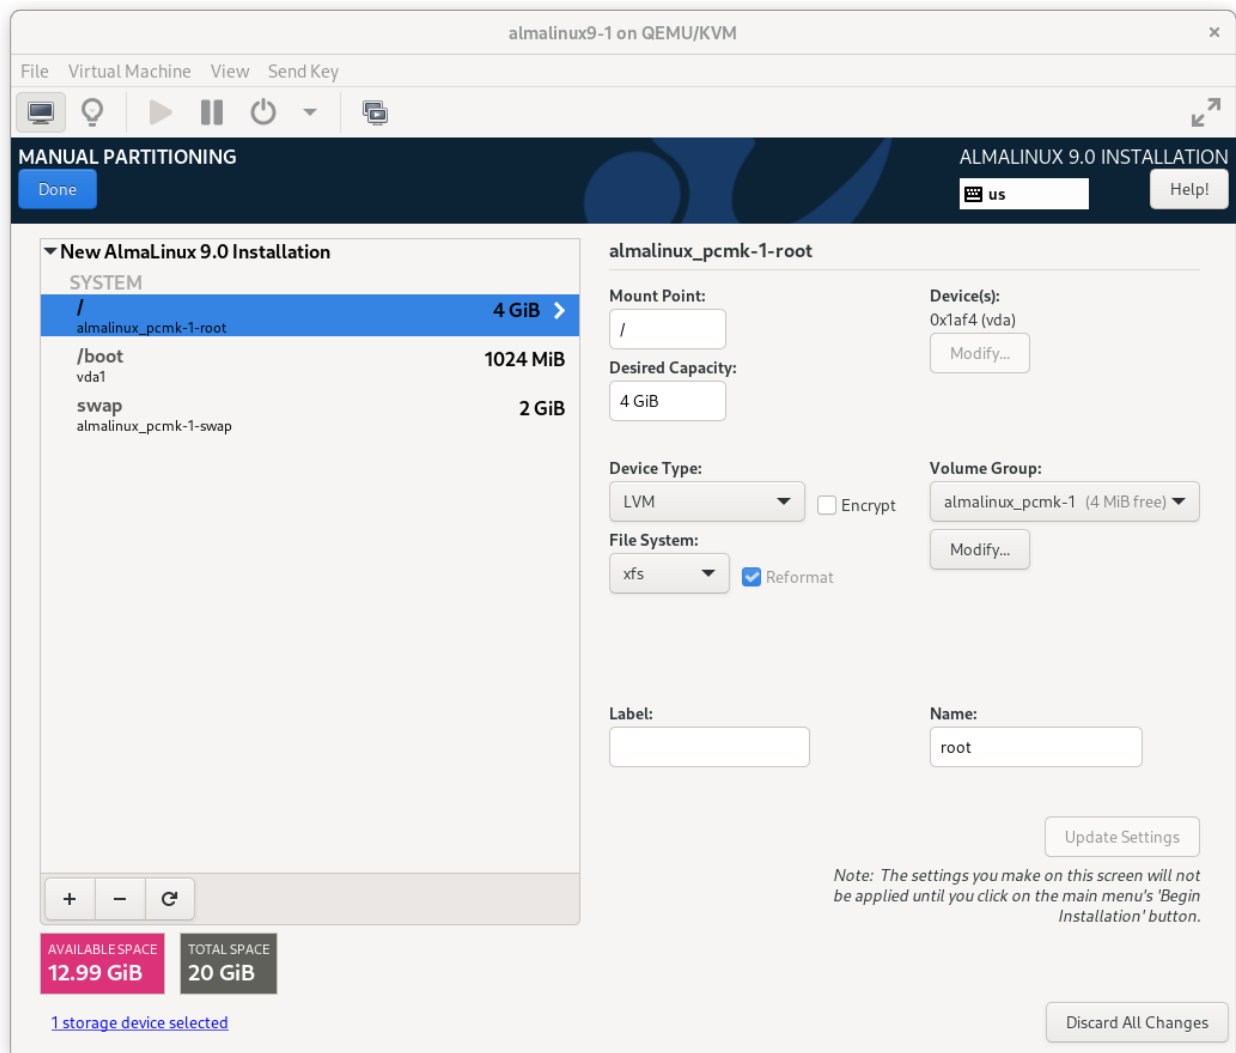 almalinux9-1 on QEMU/KVM
File Virtual Machine View Send Key
MANUAL PARTITIONING
Done
ALMALINUX 9.0 INSTALLATION
us
Help!
New AlmaLinux 9.0 Installation
SYSTEM
/
4 GiB
almalinux_pcmk-1-root
/boot
1024 MiB
vda1
swap
2 GiB
almalinux_pcmk-1-swap
almalinux_pcmk-1-root
Mount Point:
/
Device(s):
0x1af4 (vda)
Modify...
Desired Capacity:
4 GiB
Device Type:
LVM
Encrypt
Volume Group:
almalinux_pcmk-1 (4 MiB free)
Modify...
File System:
xfs
Reformat
Label:
Name:
root
Update Settings
Note: The settings you make on this screen will not
be applied until you click on the main menu's 'Begin
Installation' button.
AVAILABLE SPACE
12.99 GiB
TOTAL SPACE
20 GiB
1 storage device selected
Discard All Changes